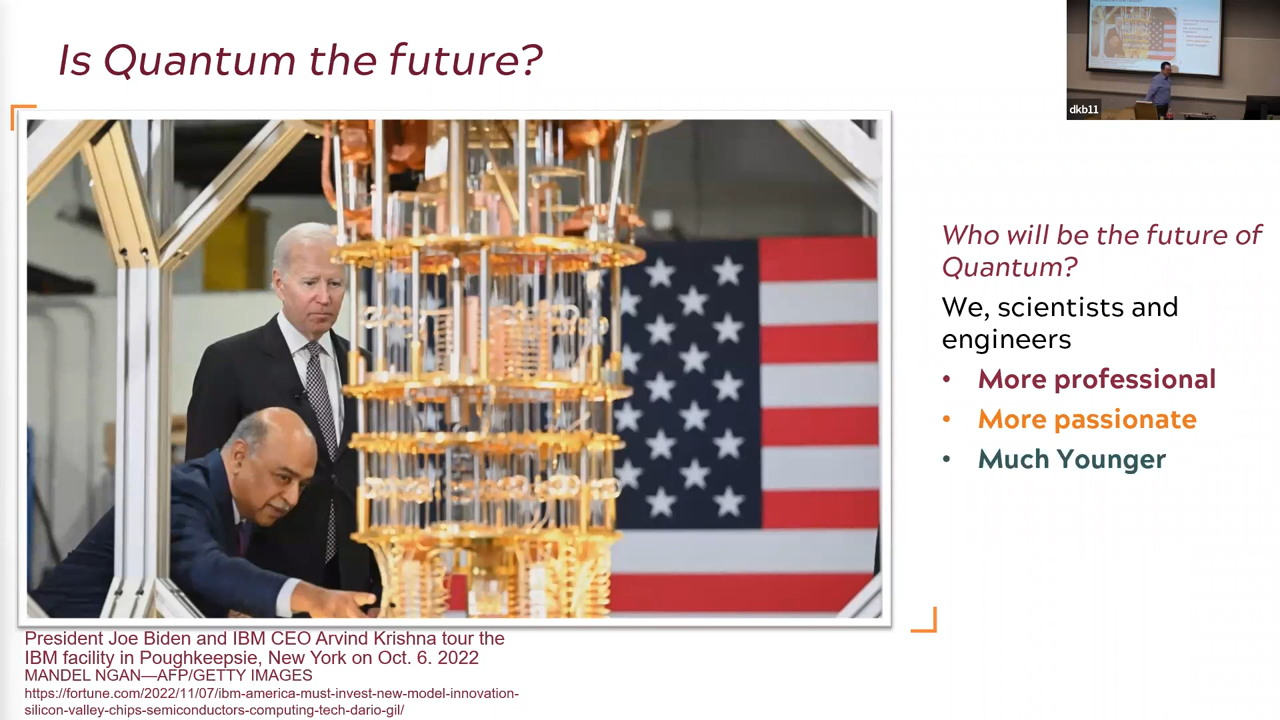 Is Quantum the future?
dkb11
Who will be the future of
Quantum?
We, scientists and
engineers
• More professional
• More passionate
• Much Younger
President Joe Biden and IBM CEO Arvind Krishna tour the
IBM facility in Poughkeepsie, New York on Oct. 6. 2022
MANDEL NGAN—AFP/GETTY IMAGES
https://fortune.com/2022/11/07/ibm-america-must-invest-new-model-innovation-
silicon-valley-chips-semiconductors-computing-tech-dario-gil/